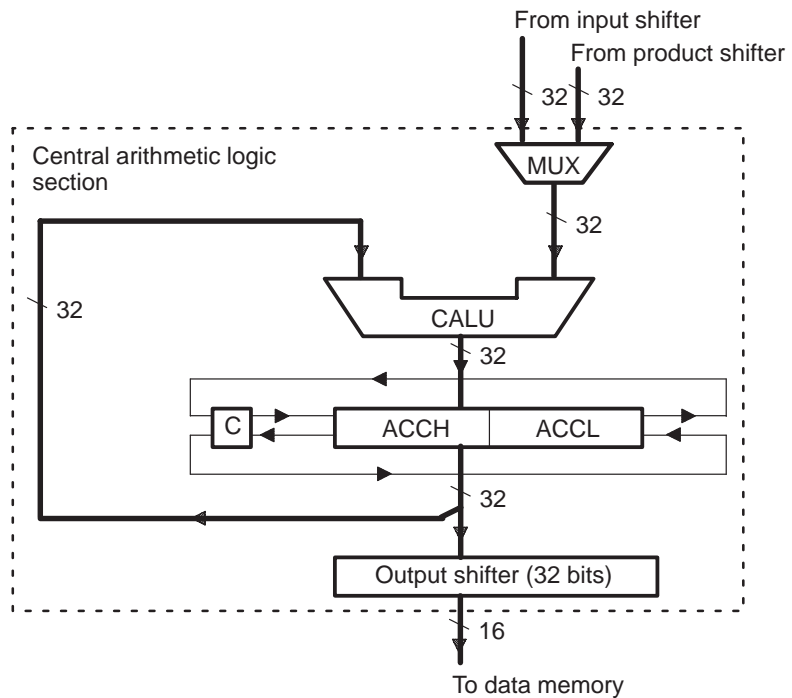 From input shifter
From product shifter
32
32
Central arithmetic logic
section
MUX
32
32
CALU
32
C
ACCH
ACCL
32
Output shifter (32 bits)
16
To data memory